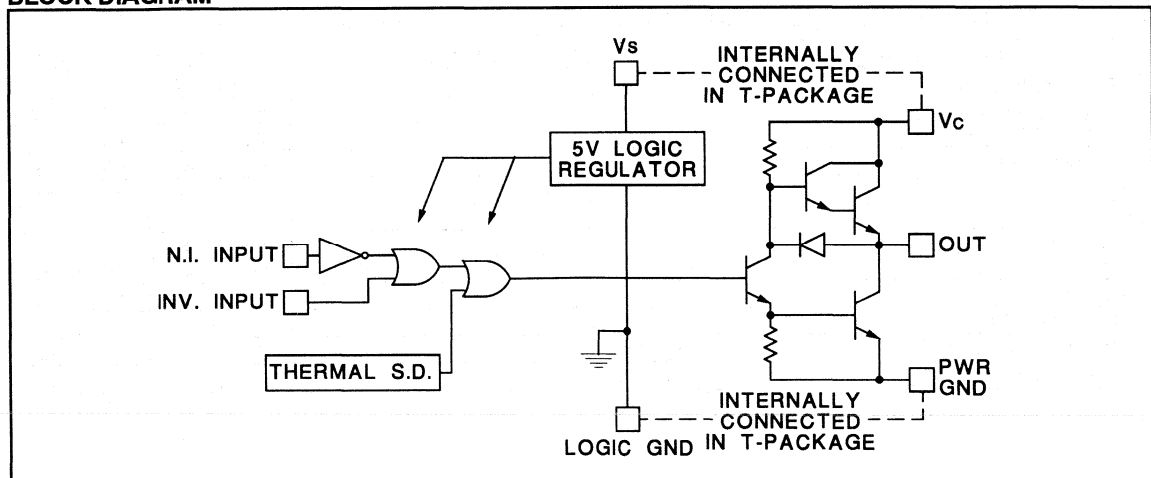 BLOCK DIAGRAM
Vs
INTERNALLY
CONNECTED
IN T-PACKAGE
Vc
5V LOGIC
REGULATOR
N.I. INPUT
OUT
INV. INPUT
THERMAL S.D.
PWR
GND
INTERNALLY
CONNECTED
IN T-PACKAGE
LOGIC GND